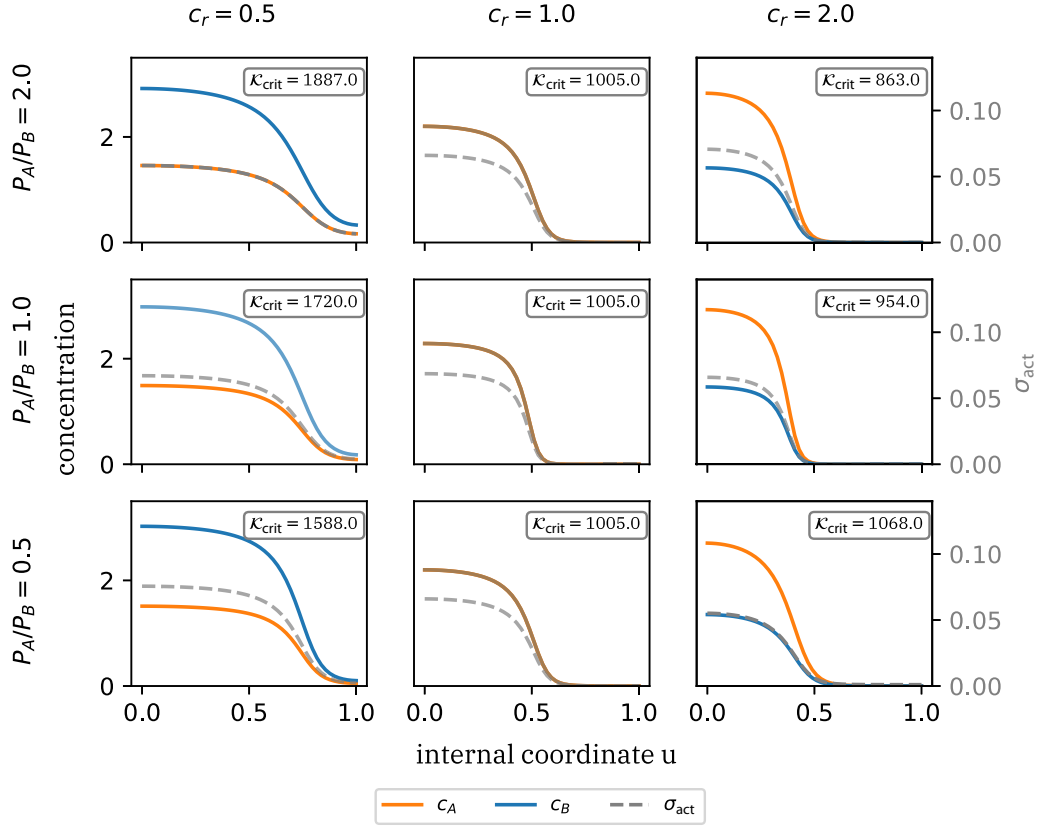 c_r = 0.5 c_r = 1.0 c_r = 2.0
P_A/P_B = 2.0
𝒦_crit = 1887.0 𝒦_crit = 1005.0 𝒦_crit = 863.0
2
0
0.10
0.05
0.00
P_A/P_B = 1.0
𝒦_crit = 1720.0 𝒦_crit = 1005.0 𝒦_crit = 954.0
concentration
2
0
0.10
0.05
0.00
σ_act
P_A/P_B = 0.5
𝒦_crit = 1588.0 𝒦_crit = 1005.0 𝒦_crit = 1068.0
2
0
0.10
0.05
0.00
0.0 0.5 1.0 0.0 0.5 1.0 0.0 0.5 1.0
internal coordinate u
c_A c_B σ_act